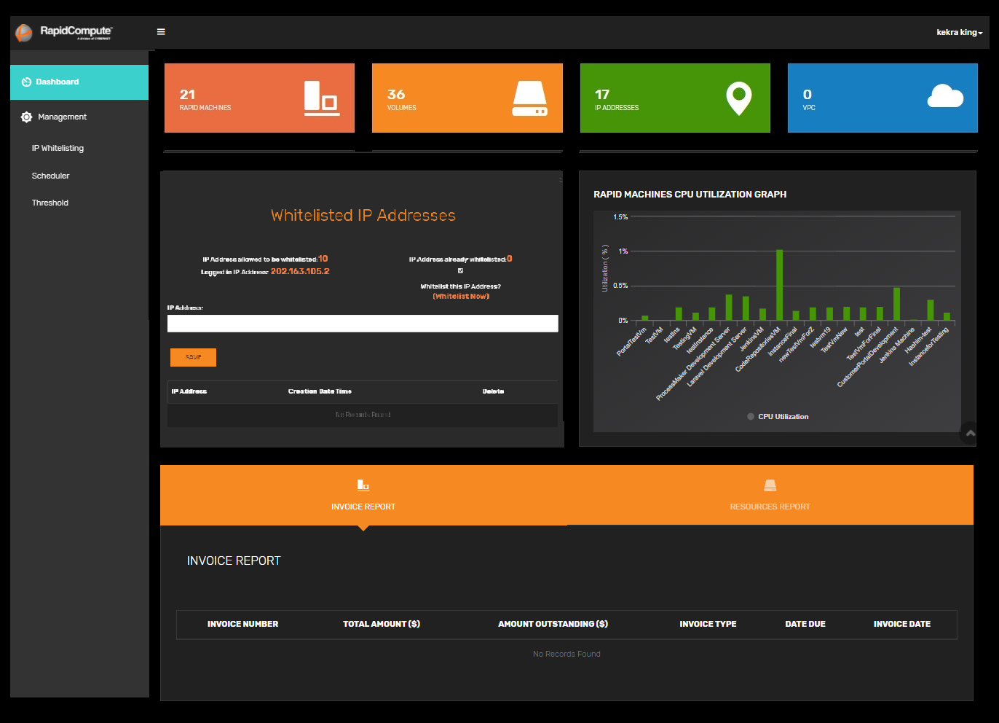 RapidCompute™
A division of CYBERNET
kekra king
Dashboard
Management
IP Whitelisting
Scheduler
Threshold
21
RAPID MACHINES
36
VOLUMES
17
IP ADDRESSES
0
VPC
Whitelisted IP Addresses
IP Address allowed to be whitelisted:10
IP Address already whitelisted:0
Logged in IP Address: 202.163.105.2
Whitelist this IP Address?
(Whitelist Now)
IP Address:
SAVE
IP Address Creation Date Time Delete
No Records Found
RAPID MACHINES CPU UTILIZATION GRAPH
Utilization ( % )
1.5%
1%
0.5%
0%
PortalTestVm
TestVM
testins
TestingVM
testinstance
ProcessMaker Development Server
Laravel Development Server
JenkinsVM
CodeRepositoriesVM
instanceFinal
newTestVmForZ
testvm19
TestVmNew
test
TestVmForFinal
CustomerPortalDevelopment
Jenkins Machine
Hashim-test
InstanceforTesting
CPU Utilization
INVOICE REPORT
RESOURCES REPORT
INVOICE REPORT
INVOICE NUMBER TOTAL AMOUNT ($) AMOUNT OUTSTANDING ($) INVOICE TYPE DATE DUE INVOICE DATE
No Records Found